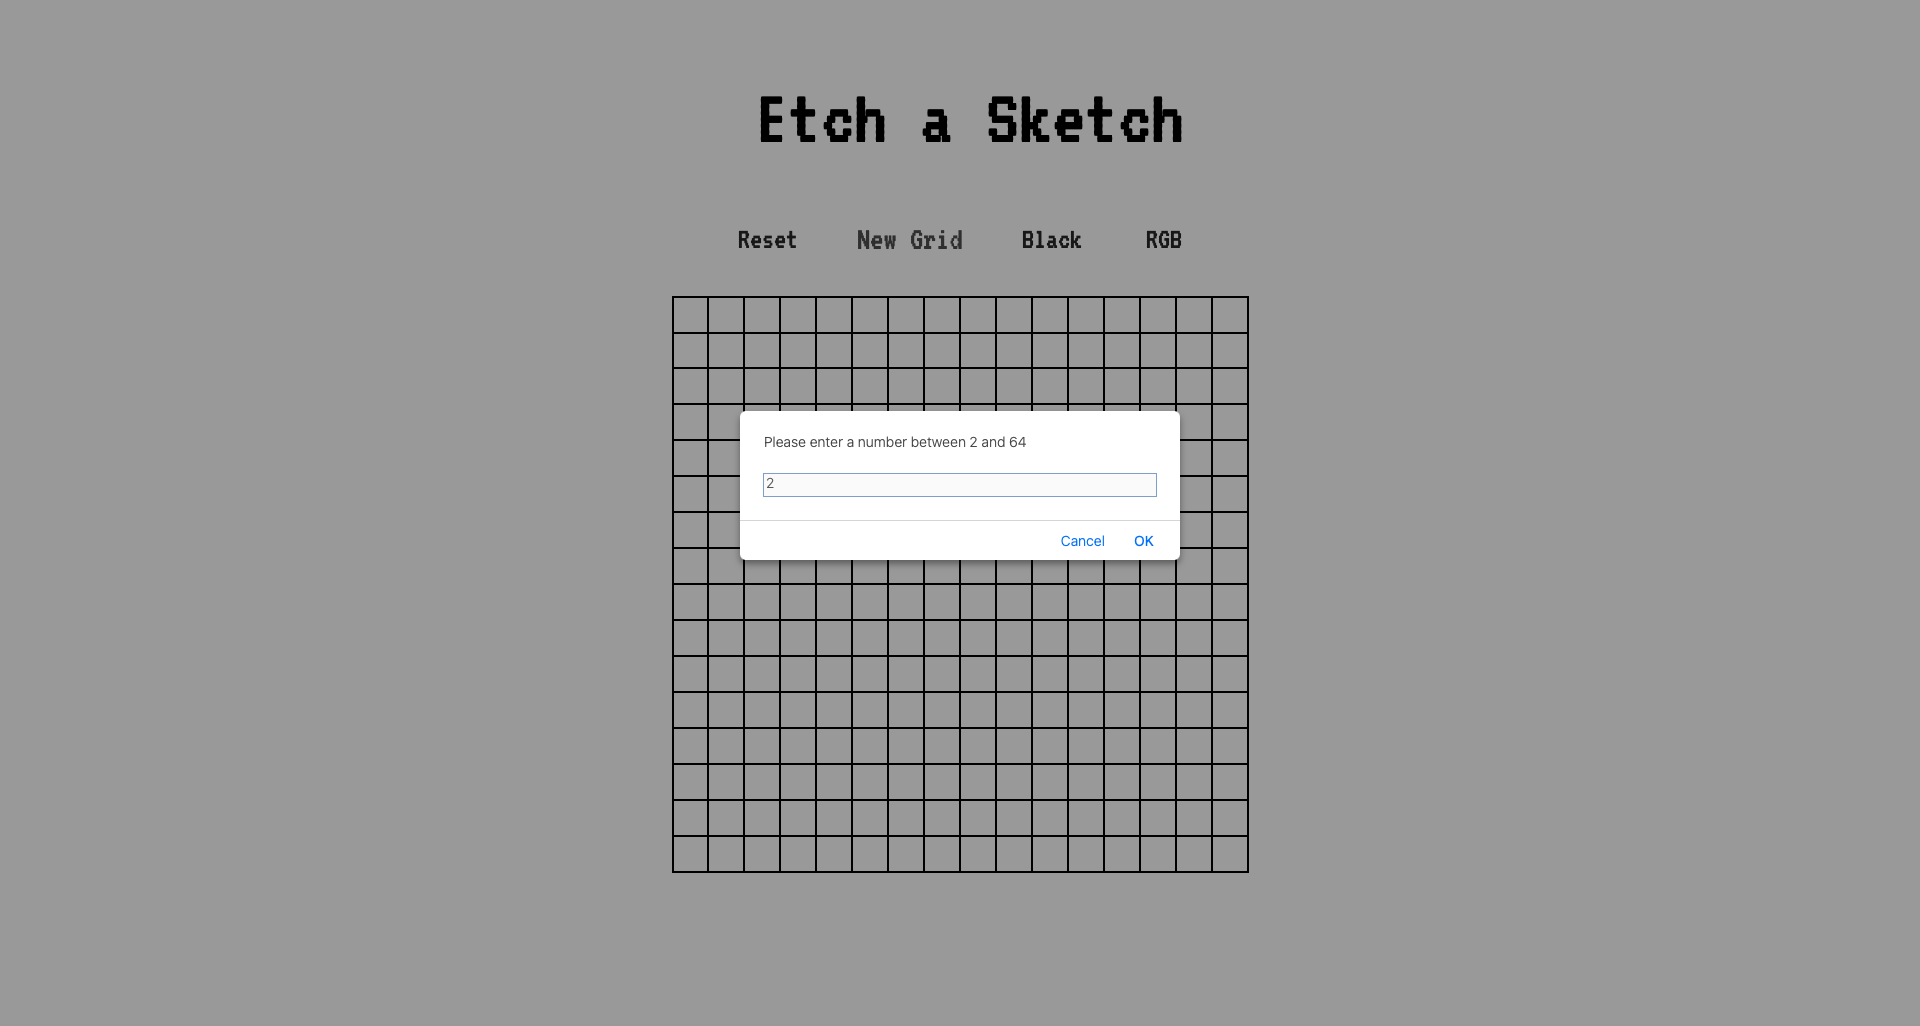 Etch a Sketch
Reset New Grid Black RGB
Please enter a number between 2 and 64
2
Cancel OK